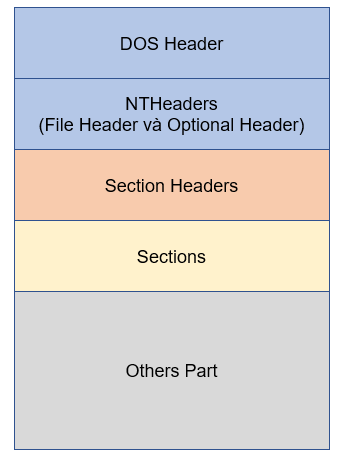 DOS Header
NTHeaders
(File Header và Optional Header)
Section Headers
Sections
Others Part